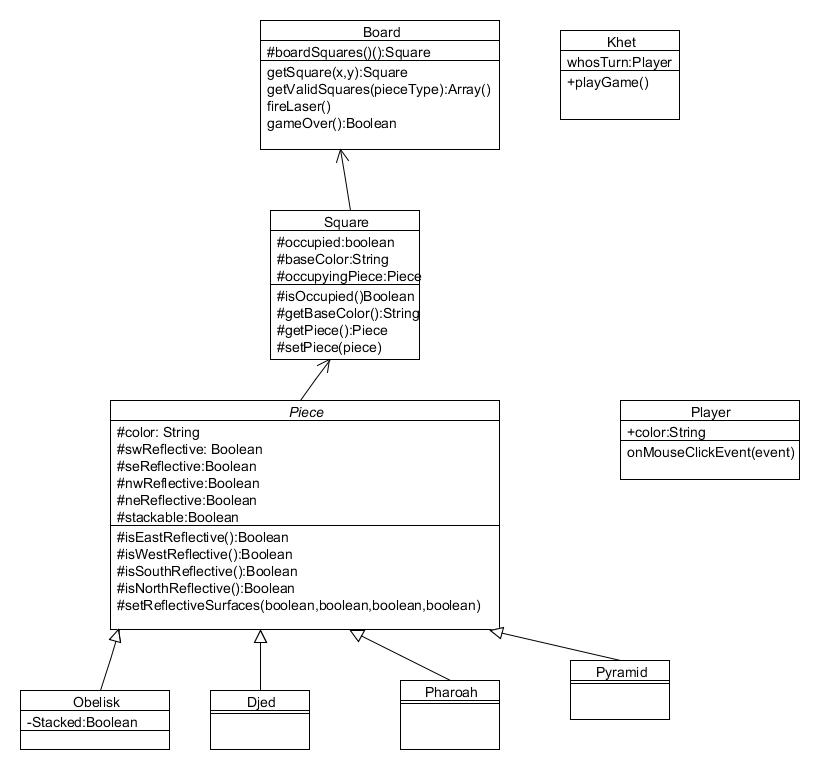 Board
#boardSquares()():Square
getSquare(x,y):Square
getValidSquares(pieceType):Array()
fireLaser()
gameOver():Boolean
Khet
whosTurn:Player
+playGame()
Square
#occupied:boolean
#baseColor:String
#occupyingPiece:Piece
#isOccupied()Boolean
#getBaseColor():String
#getPiece():Piece
#setPiece(piece)
Piece
#color: String
#swReflective: Boolean
#seReflective:Boolean
#nwReflective:Boolean
#neReflective:Boolean
#stackable:Boolean
#isEastReflective():Boolean
#isWestReflective():Boolean
#isSouthReflective():Boolean
#isNorthReflective():Boolean
#setReflectiveSurfaces(boolean,boolean,boolean,boolean)
Player
+color:String
onMouseClickEvent(event)
Obelisk
-Stacked:Boolean
Djed
Pharoah
Pyramid